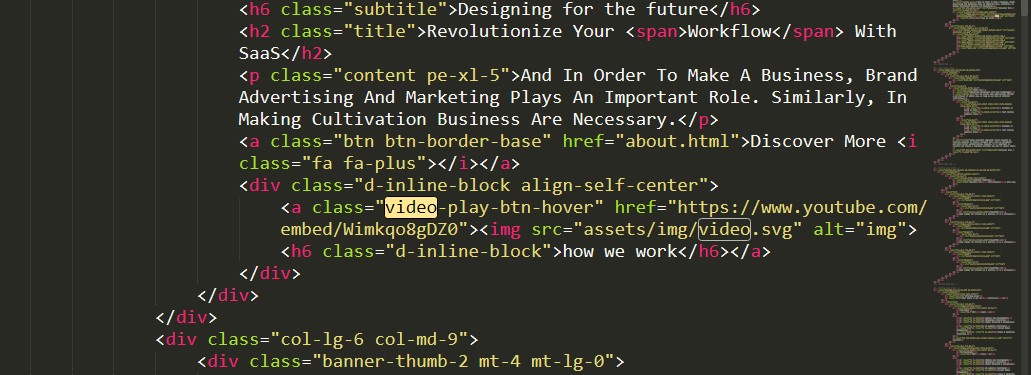 <h6 class="subtitle">Designing for the future</h6>
<h2 class="title">Revolutionize Your <span>Workflow</span> With
SaaS</h2>
<p class="content pe-xl-5">And In Order To Make A Business, Brand
Advertising And Marketing Plays An Important Role. Similarly, In
Making Cultivation Business Are Necessary.</p>
<a class="btn btn-border-base" href="about.html">Discover More <i
class="fa fa-plus"></i></a>
<div class="d-inline-block align-self-center">
<a class="video-play-btn-hover" href="https://www.youtube.com/
embed/Wimkqo8gDZ0"><img src="assets/img/video.svg" alt="img">
<h6 class="d-inline-block">how we work</h6></a>
</div>
</div>
</div>
<div class="col-lg-6 col-md-9">
<div class="banner-thumb-2 mt-4 mt-lg-0">